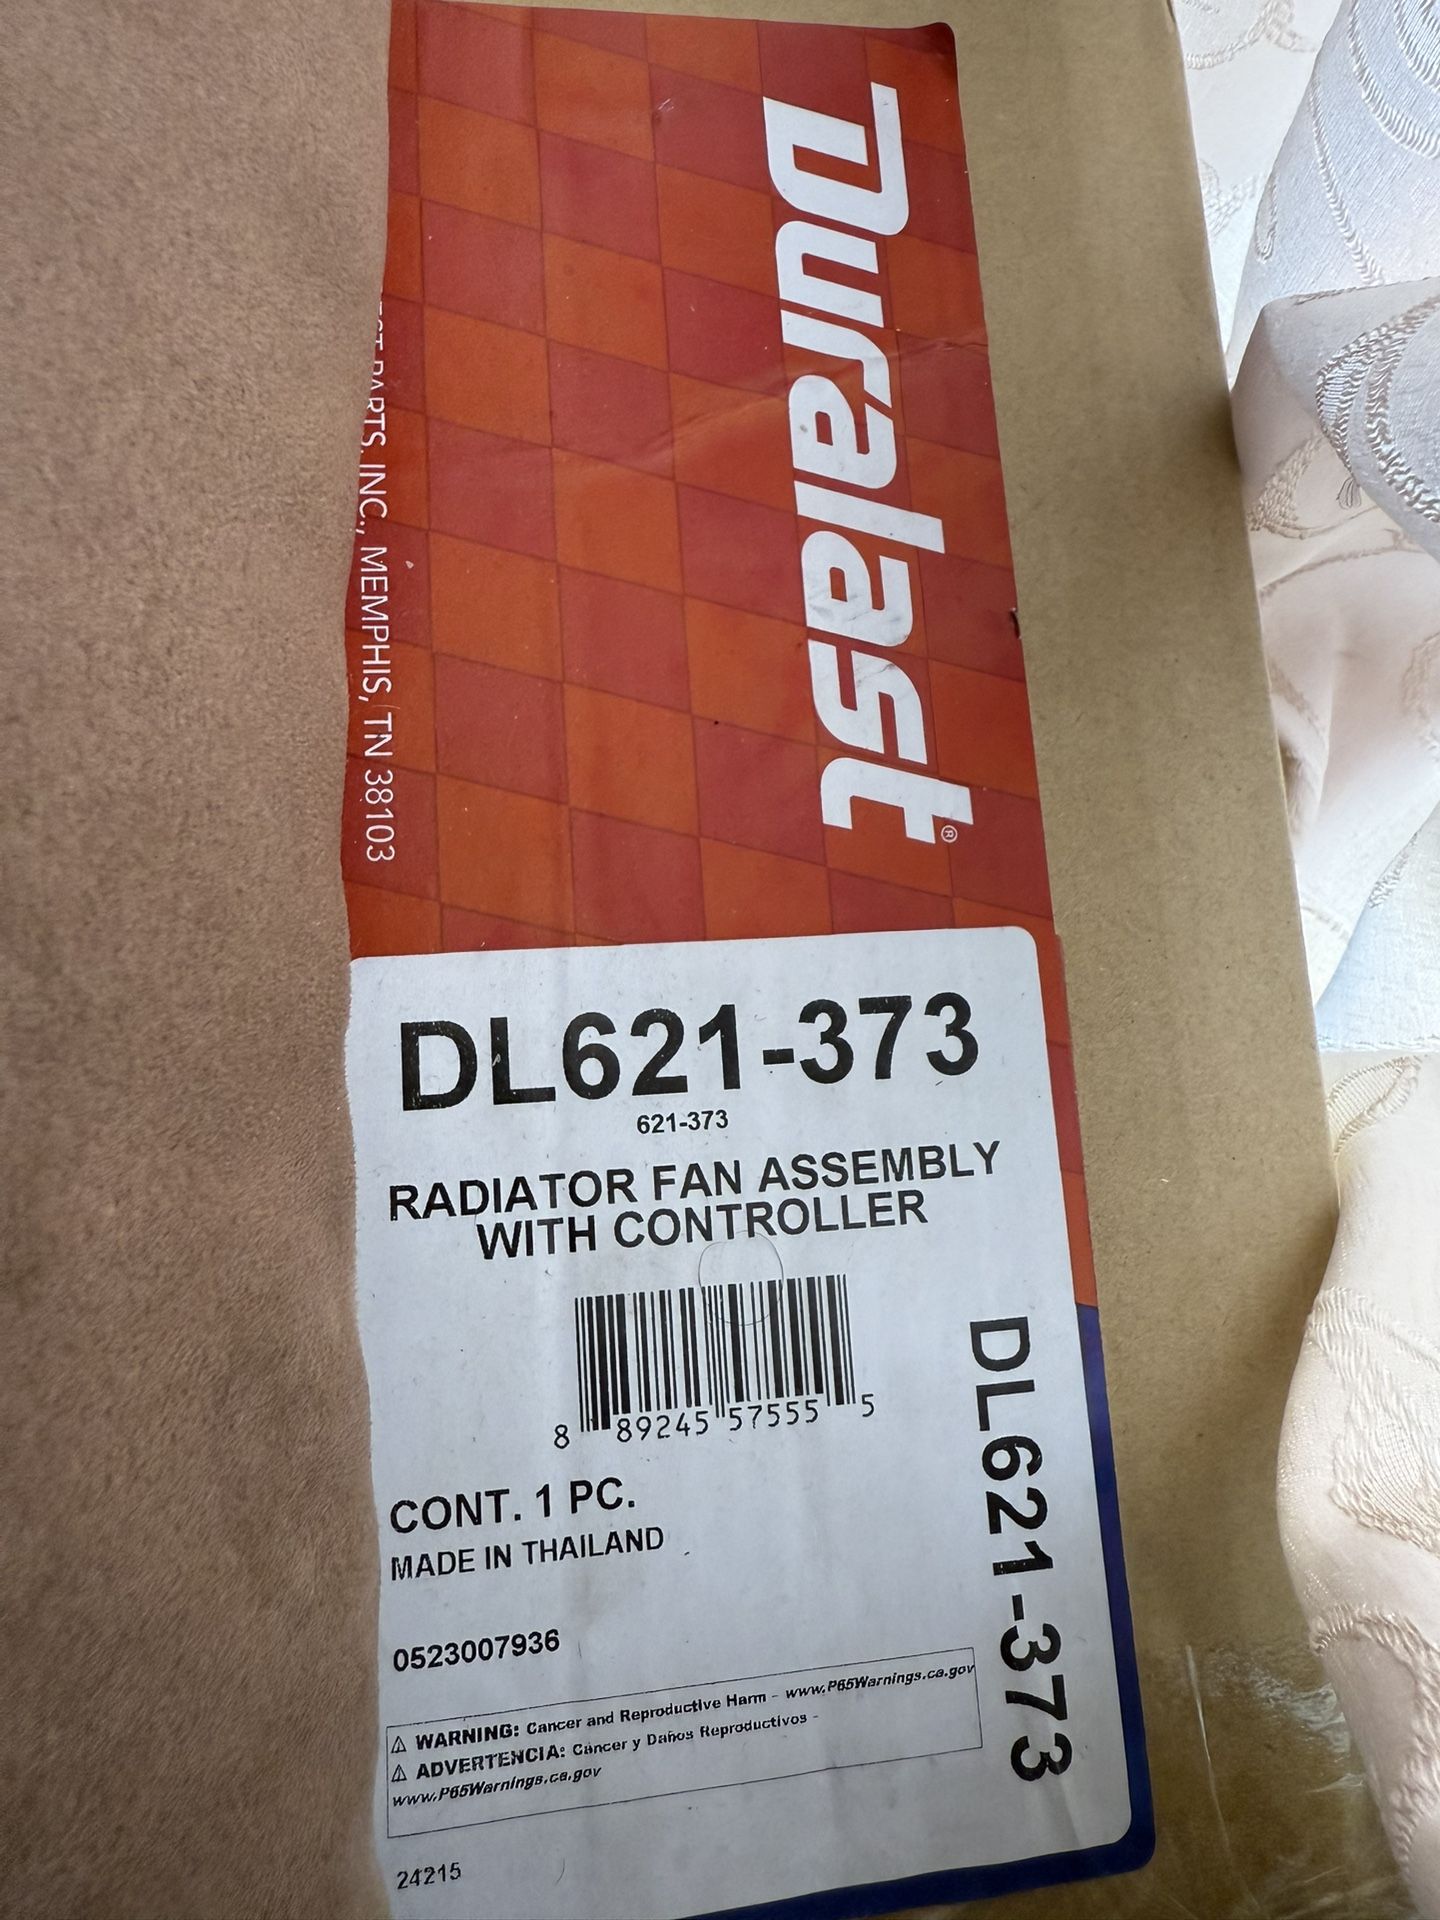 Duralast®
PARTS, INC., MEMPHIS, TN 38103
DL621-373
621-373
RADIATOR FAN ASSEMBLY
WITH CONTROLLER
8 89245 57555 5
CONT. 1 PC.
MADE IN THAILAND
0523007936
⚠ WARNING: Cancer and Reproductive Harm - www.P65Warnings.ca.gov
⚠ ADVERTENCIA: Cáncer y Daños Reproductivos -
www.P65Warnings.ca.gov
24215
DL621-373